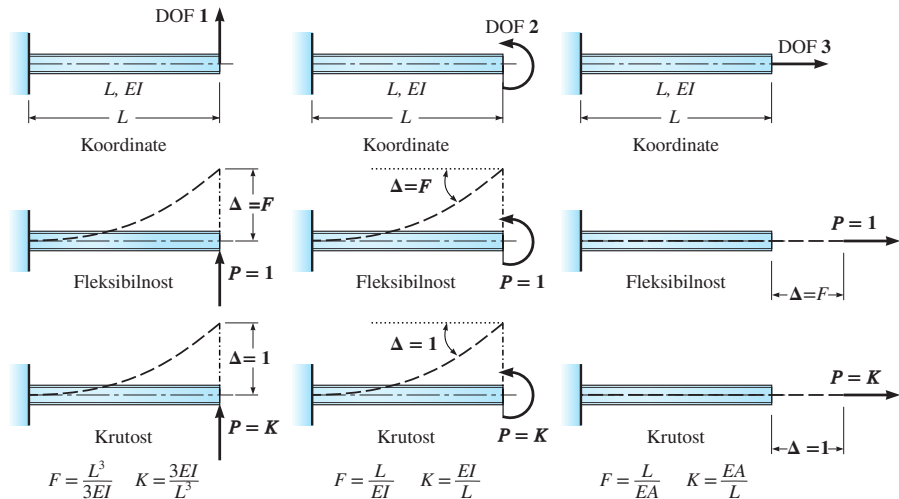 DOF 1
L, EI
L
Koordinate
DOF 2
L, EI
L
Koordinate
DOF 3
L, EI
L
Koordinate
Δ=F
P = 1
Fleksibilnost
Δ=F
P = 1
Fleksibilnost
P = 1
Fleksibilnost
Δ=F
Δ= 1
P = K
Krutost
Δ = 1
P = K
Krutost
P = K
Krutost
Δ =1
F = L³/3EI K = 3EI/L³
F = L/EI K = EI/L
F = L/EA K = EA/L